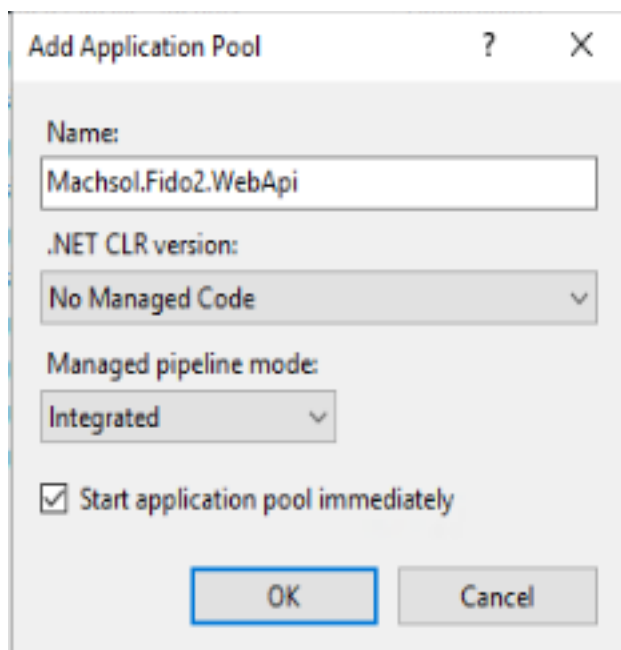 Add Application Pool
?
Name:
Machsol.Fido2.WebApi
.NET CLR version:
No Managed Code
Managed pipeline mode:
Integrated
Start application pool immediately
OK Cancel